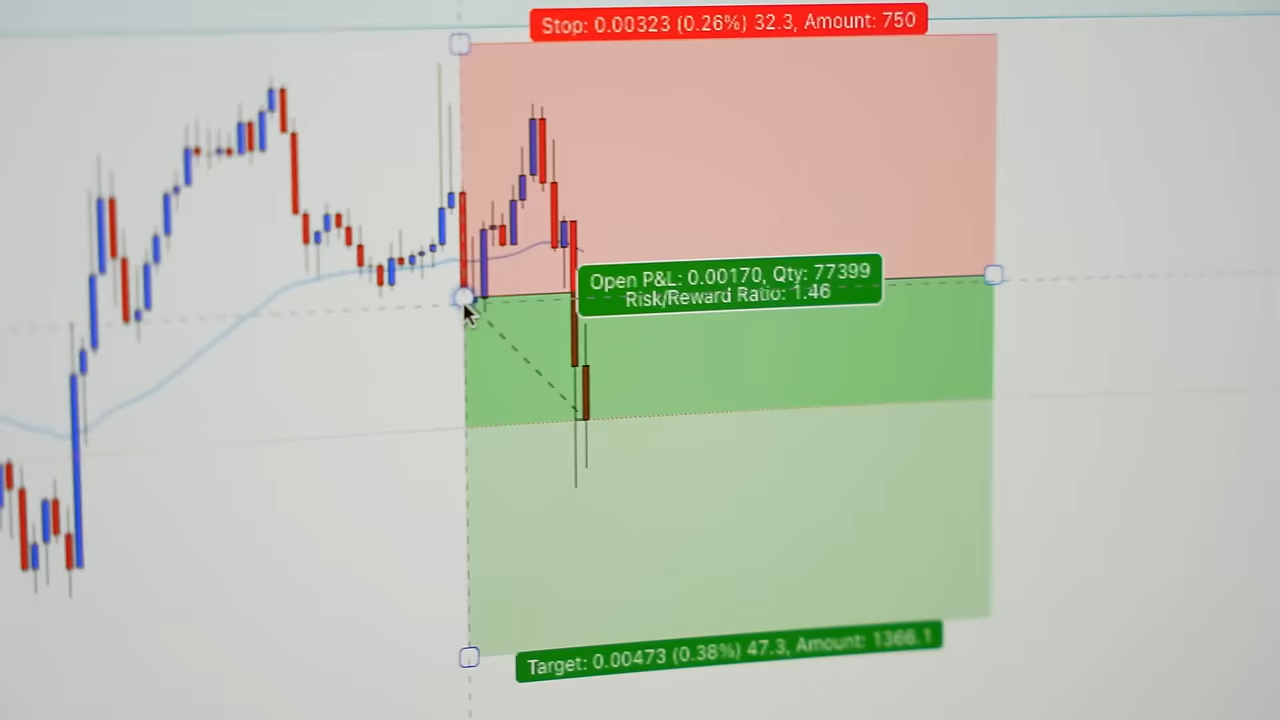 Stop: 0.00323 (0.26%) 32.3, Amount: 750
Open P&L: 0.00170, Qty: 77399
Risk/Reward Ratio: 1.46
Target: 0.00473 (0.38%) 47.3, Amount: 1366.1